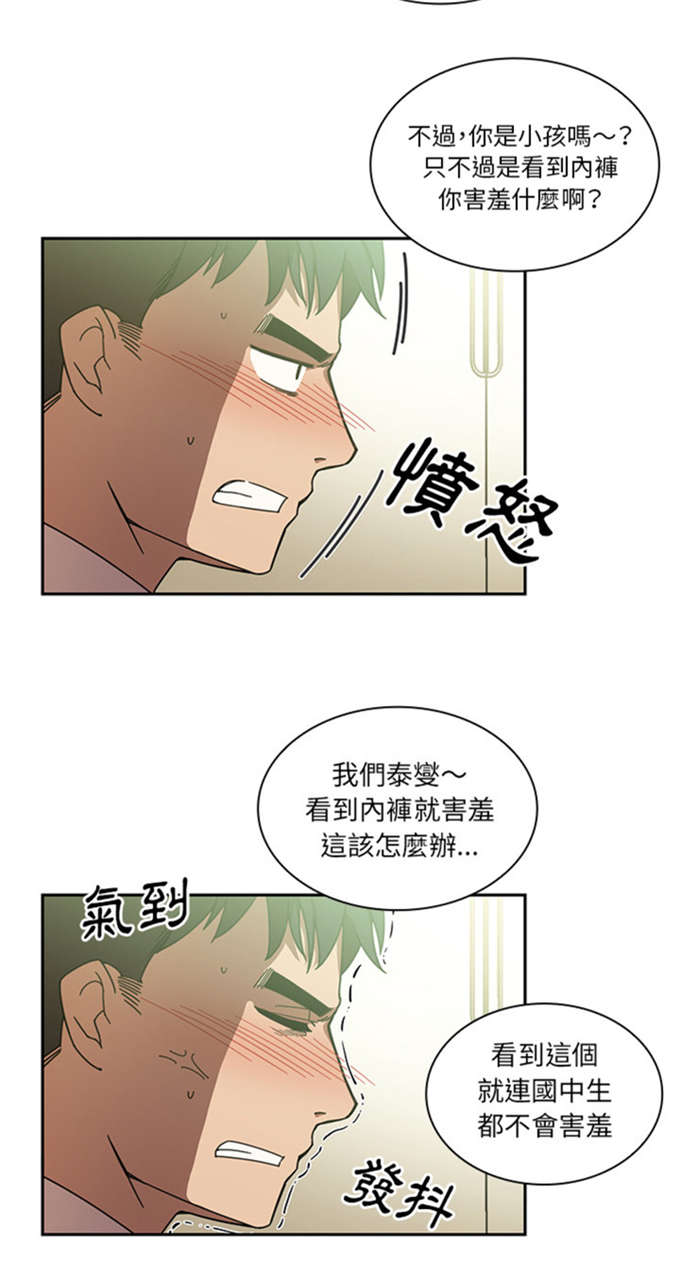 不過,你是小孩嗎～?
只不過是看到內褲
你害羞什麼啊?
憤怒
我們泰燮～
看到內褲就害羞
這該怎麼辦...
氣到
看到這個
就連國中生
都不會害羞
發抖